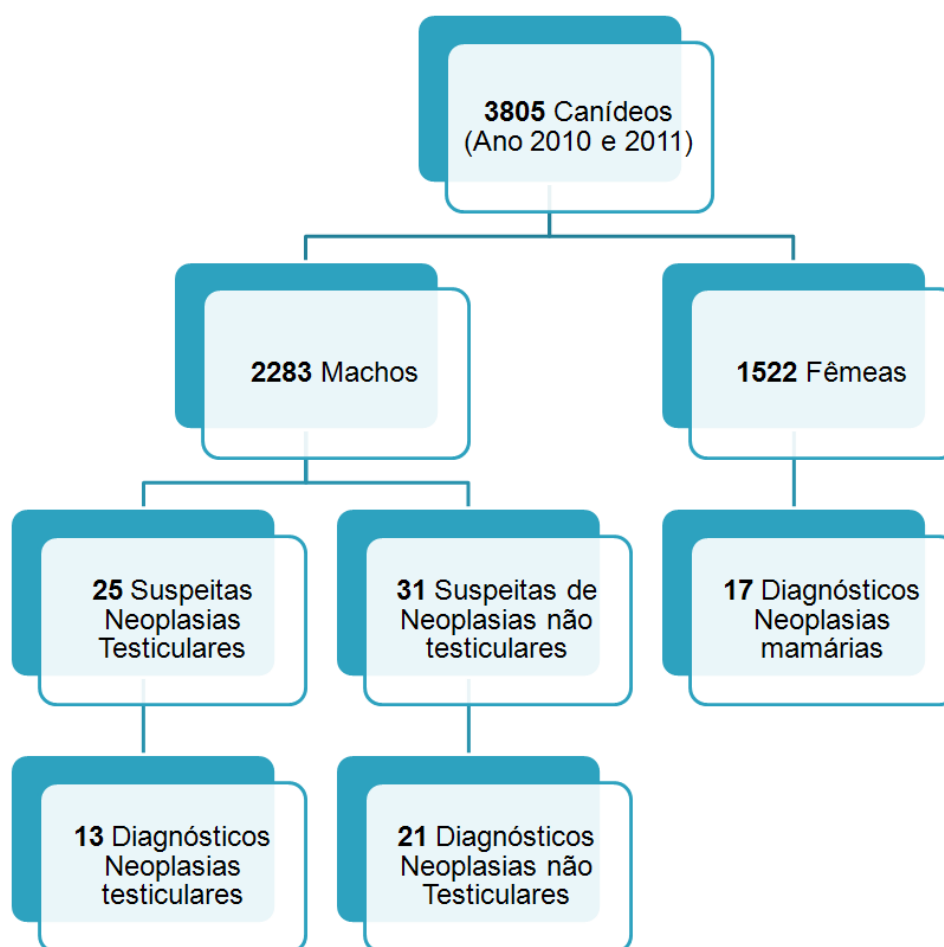 3805 Canídeos
(Ano 2010 e 2011)
2283 Machos
1522 Fêmeas
25 Suspeitas
Neoplasias
Testiculares
31 Suspeitas de
Neoplasias não
testiculares
17 Diagnósticos
Neoplasias
mamárias
13 Diagnósticos
Neoplasias
testiculares
21 Diagnósticos
Neoplasias não
Testiculares